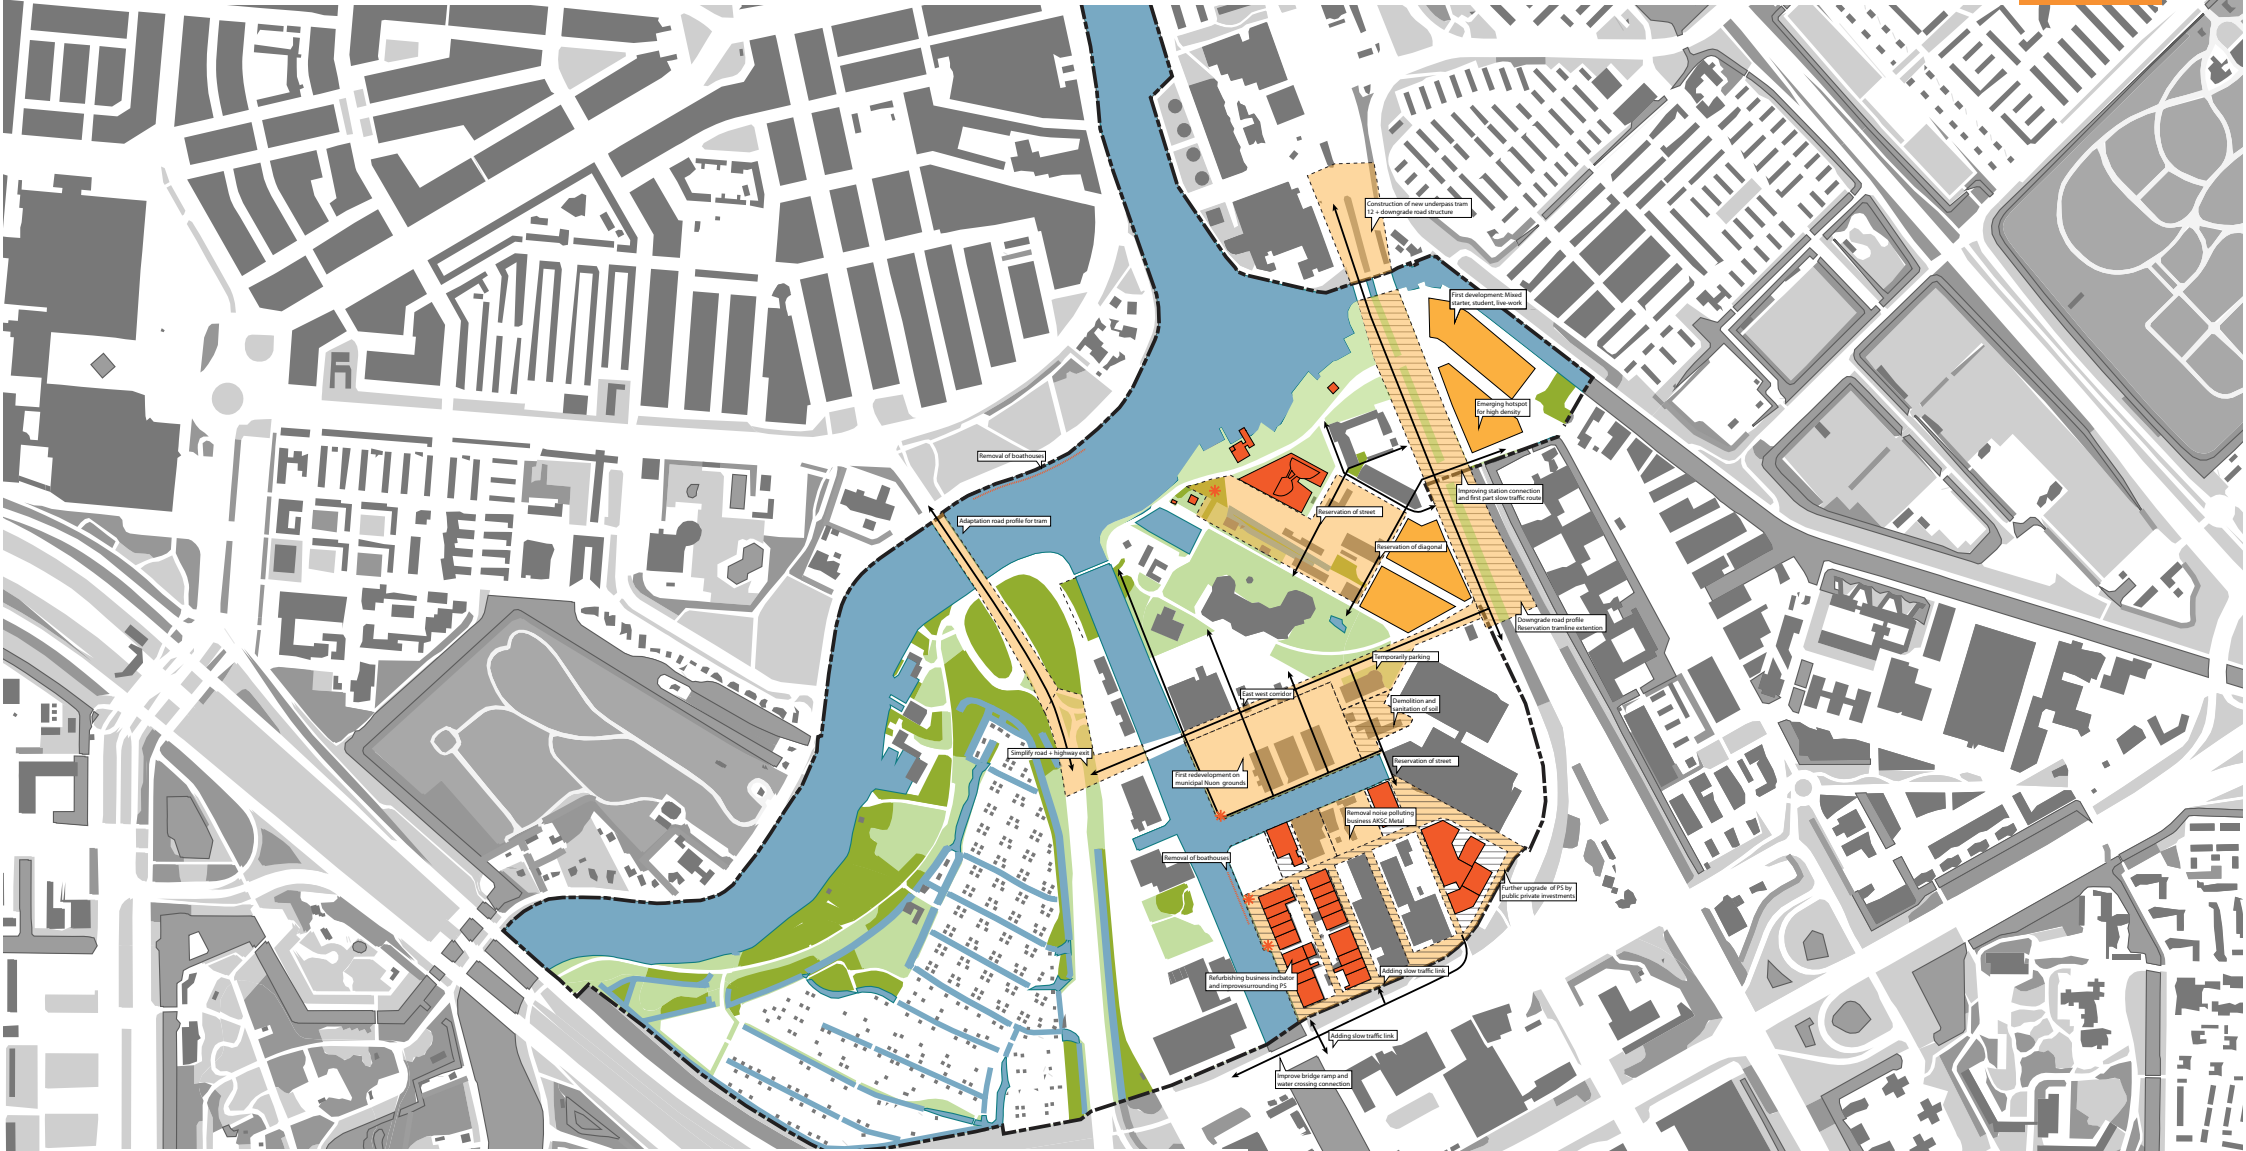 Construction of new underpass tram
12 + downgrade road structure
First development: Mixed
starter, student, live-work
Emerging hotspot
for high density
Removal of boathouses
Improving station connection
and first part slow traffic route
Adaptation road profile for tram
Reservation of street
Reservation of diagonal
Downgrade road profile
Reservation tramline extention
Temporarily parking
East west corridor
Demolition and
sanitation of soil
Simplify road + highway exit
Reservation of street
First redevelopment on
municipal Nuon grounds
Removal noise polluting
business AKSC Metal
Removal of boathouses
Further upgrade of PS by
public private investments
Refurbishing business incbator
and improvesurrounding PS
Adding slow traffic link
Adding slow traffic link
Improve bridge ramp and
water crossing connection